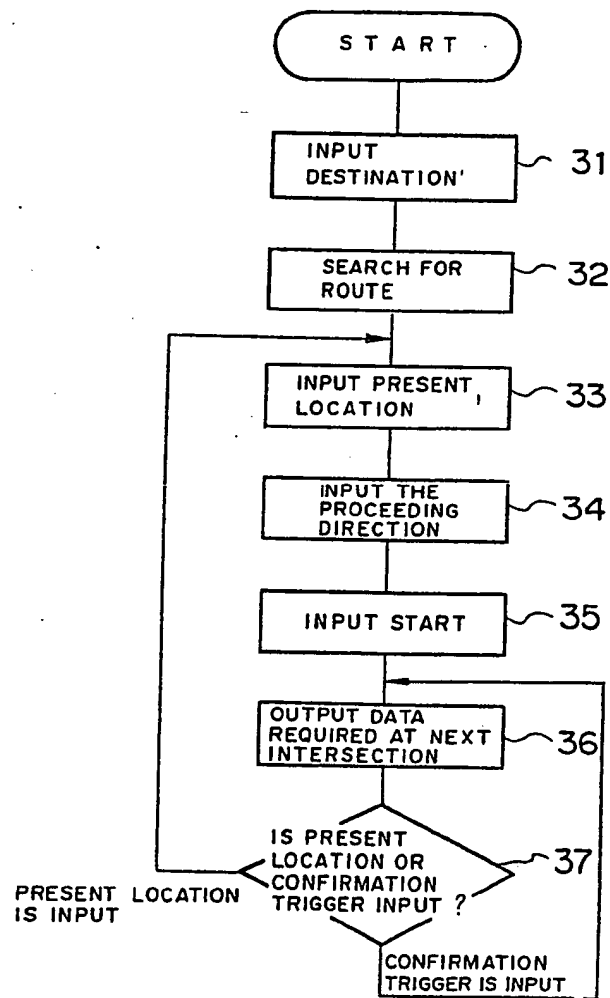 START
INPUT
DESTINATION'
31
SEARCH FOR
ROUTE
32
INPUT PRESENT,
LOCATION
33
INPUT THE
PROCEEDING
DIRECTION
34
INPUT START
35
OUTPUT DATA
REQUIRED AT NEXT
INTERSECTION
36
IS PRESENT
LOCATION OR
CONFIRMATION
TRIGGER INPUT ?
37
PRESENT LOCATION
IS INPUT
CONFIRMATION
TRIGGER IS INPUT